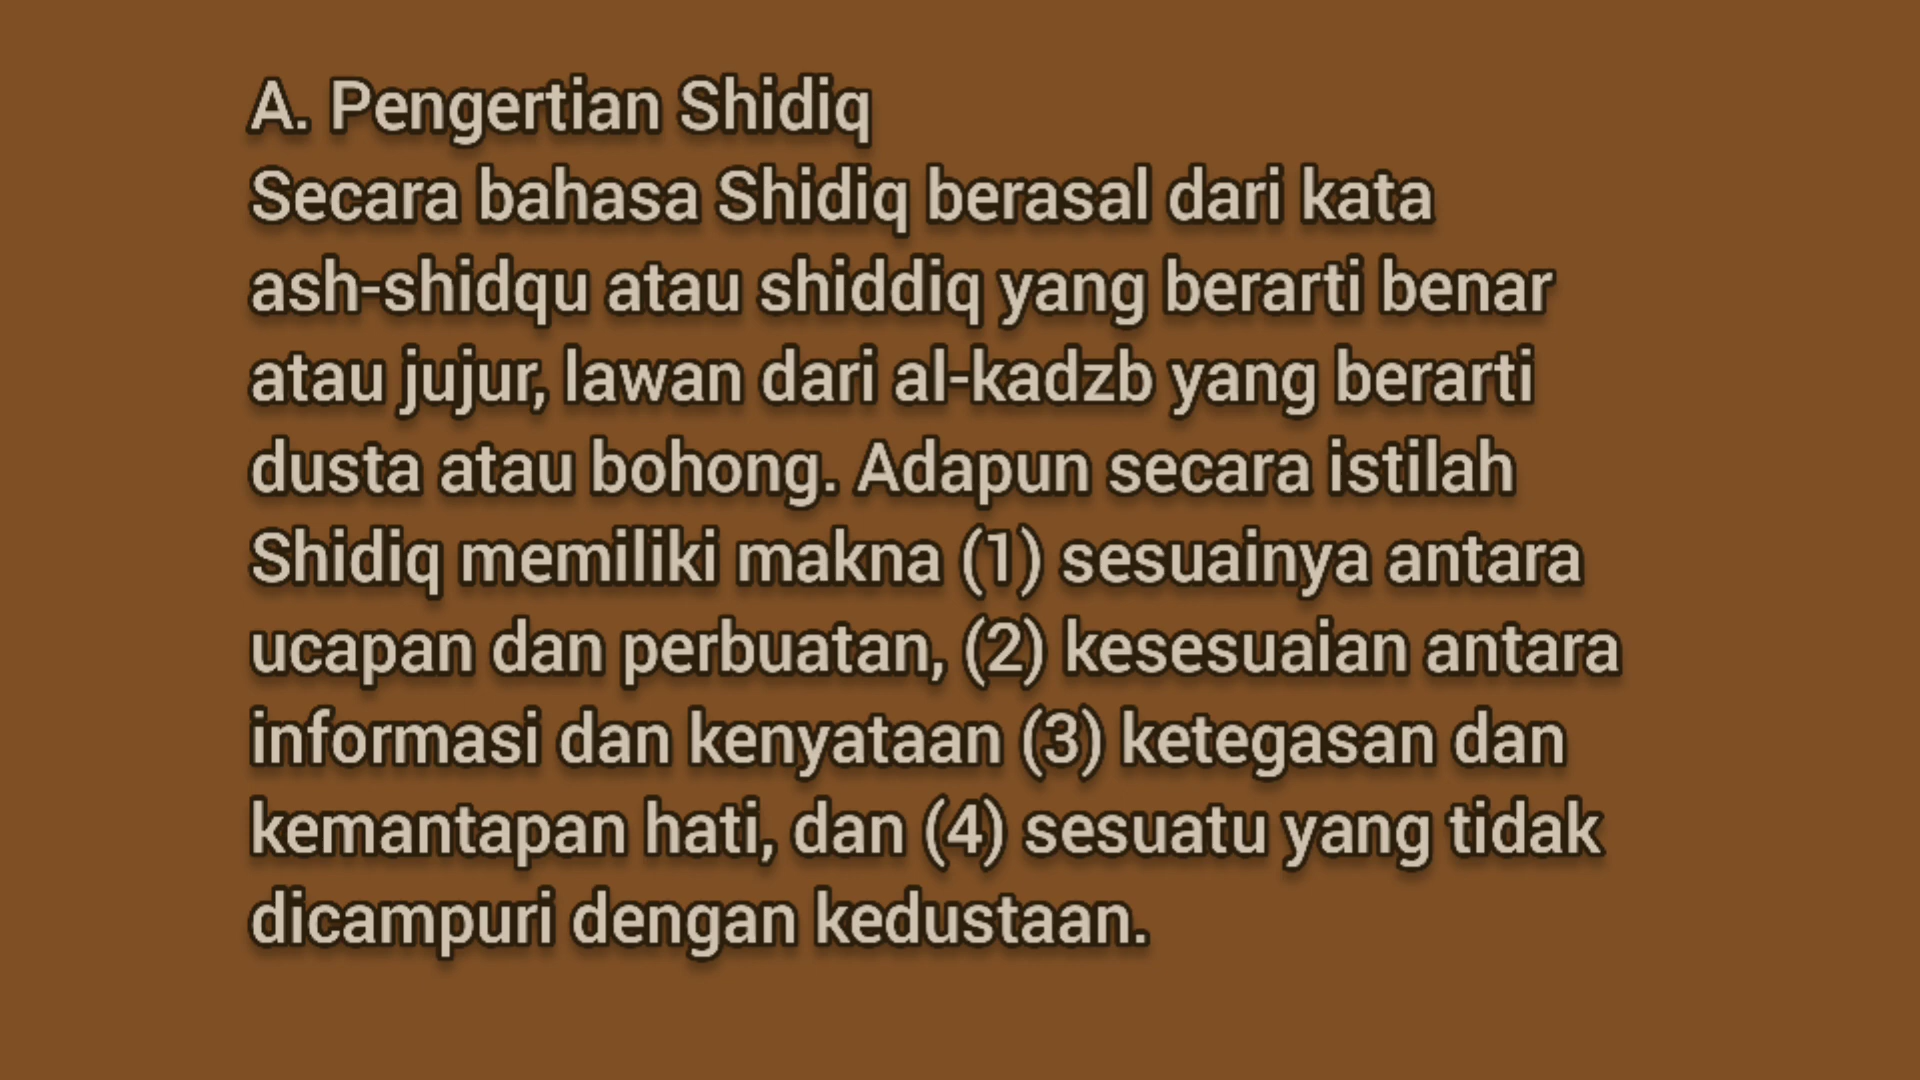 A. Pengertian Shidiq
Secara bahasa Shidiq berasal dari kata
ash-shidqu atau shiddiq yang berarti benar
atau jujur, lawan dari al-kadzb yang berarti
dusta atau bohong. Adapun secara istilah
Shidiq memiliki makna (1) sesuainya antara
ucapan dan perbuatan, (2) kesesuaian antara
informasi dan kenyataan (3) ketegasan dan
kemantapan hati, dan (4) sesuatu yang tidak
dicampuri dengan kedustaan.